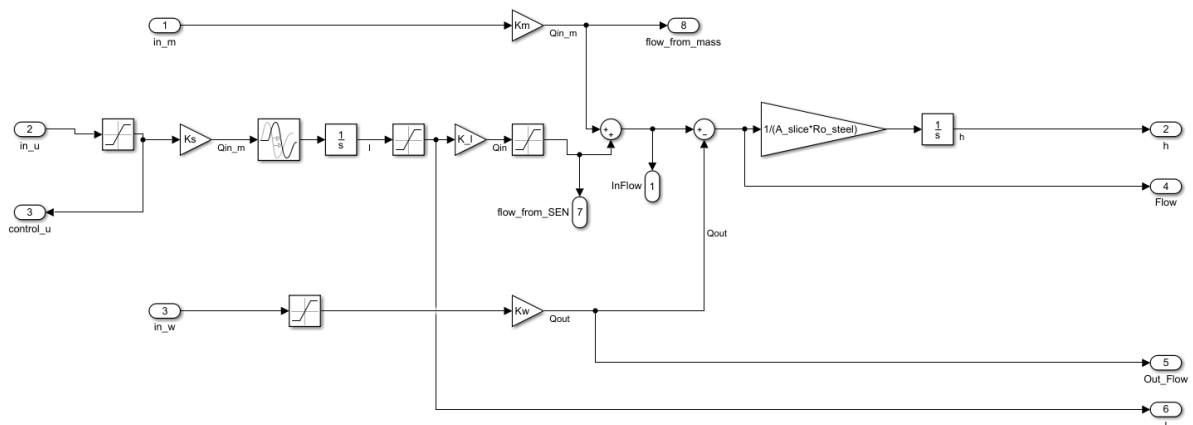 1
in_m
Km
Qin_m
8
flow_from_mass
2
in_u
Ks
Qin_m
1
s
l
K_l
Qin
+
+
+
-
1/(A_slice*Ro_steel)
1
s
h
2
h
InFlow
1
4
Flow
3
control_u
flow_from_SEN
7
Qout
3
in_w
Kw
Qout
5
Out_Flow
6